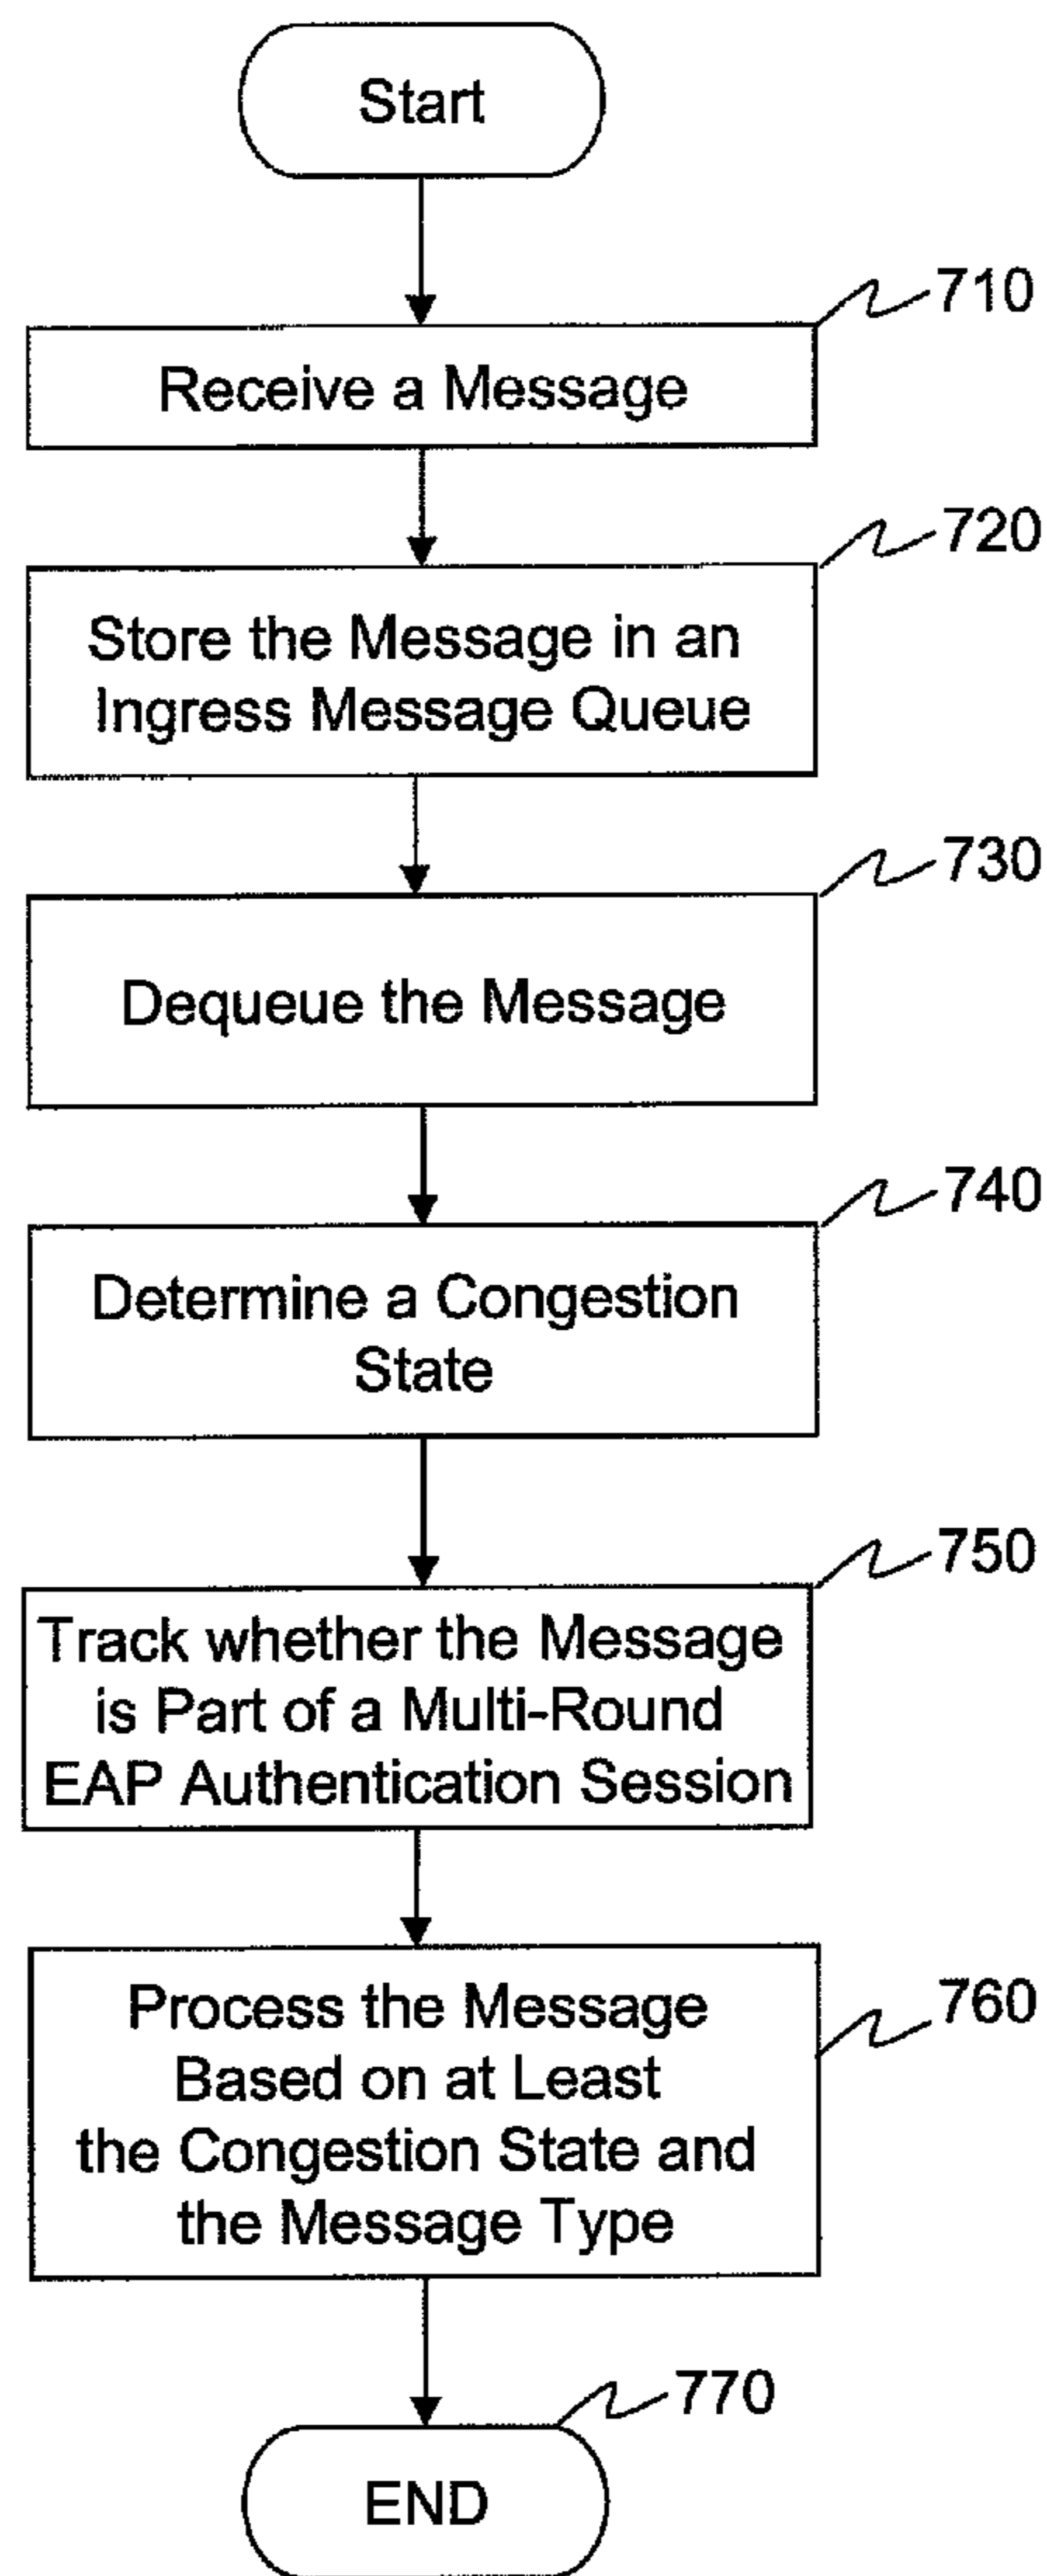 Start
710
Receive a Message
720
Store the Message in an
Ingress Message Queue
730
Dequeue the Message
740
Determine a Congestion
State
750
Track whether the Message
is Part of a Multi-Round
EAP Authentication Session
760
Process the Message
Based on at Least
the Congestion State and
the Message Type
770
END